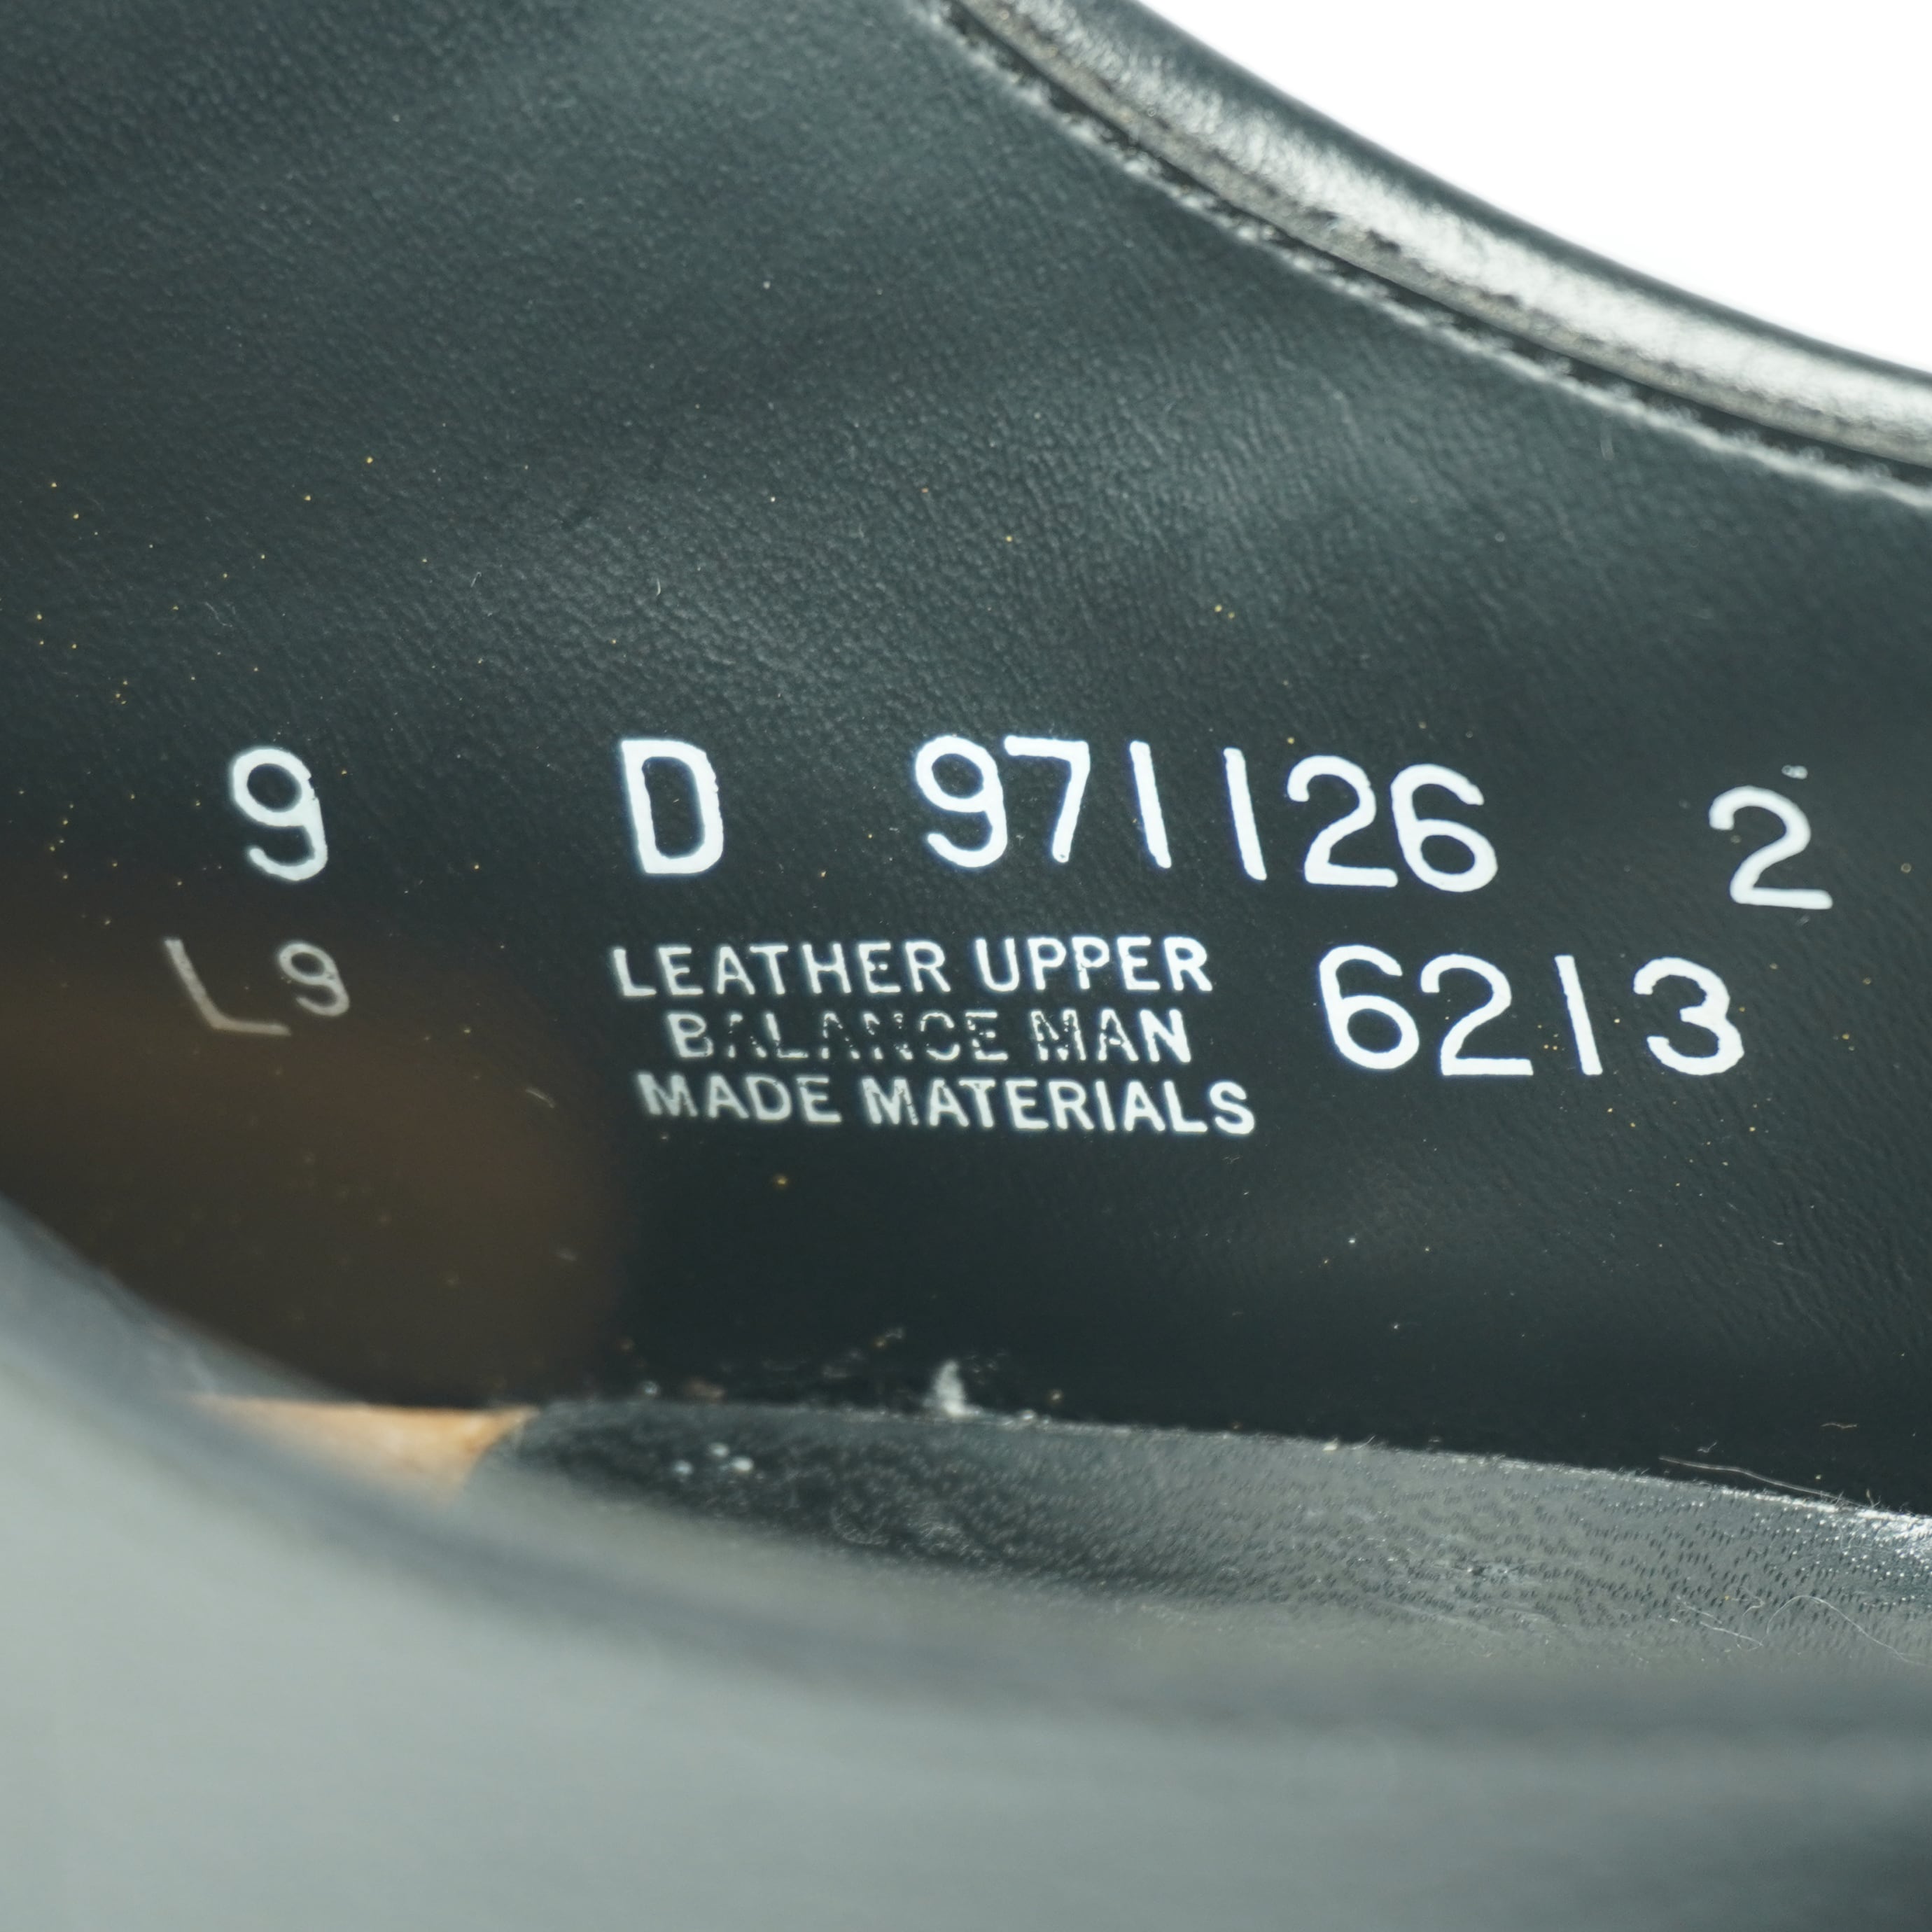 9 D 971126 2
L9 LEATHER UPPER 6213
BALANCE MAN
MADE MATERIALS